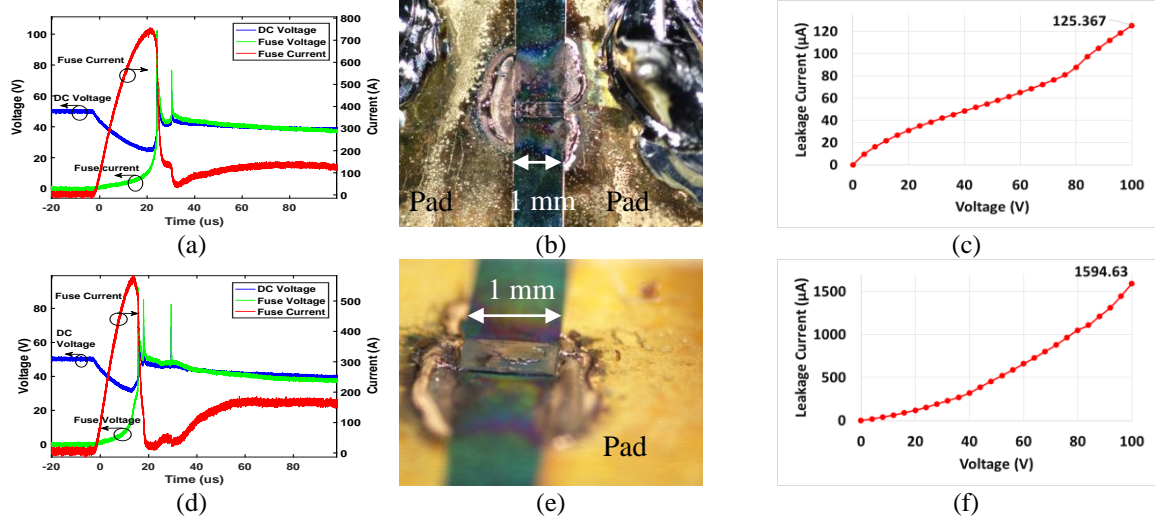 DC Voltage
Fuse Voltage
Fuse Current
Fuse Current
DC Voltage
Fuse current
Voltage (V)
100
80
60
40
20
0
Current (A)
800
700
600
500
400
300
200
100
0
-20 0 20 40 60 80
Time (us)
(a)
Pad
1 mm
Pad
(b)
125.367
Leakage Current (µA)
120
100
80
60
40
20
0
0 20 40 60 80 100
Voltage (V)
(c)
DC Voltage
Fuse Voltage
Fuse Current
Fuse Current
DC
Voltage
Fuse Voltage
Voltage (V)
100
80
60
40
20
0
Current (A)
500
400
300
200
100
0
-20 0 20 40 60 80
Time (us)
(d)
1 mm
Pad
(e)
1594.63
Leakage Current (µA)
1500
1000
500
0
0 20 40 60 80 100
Voltage (V)
(f)